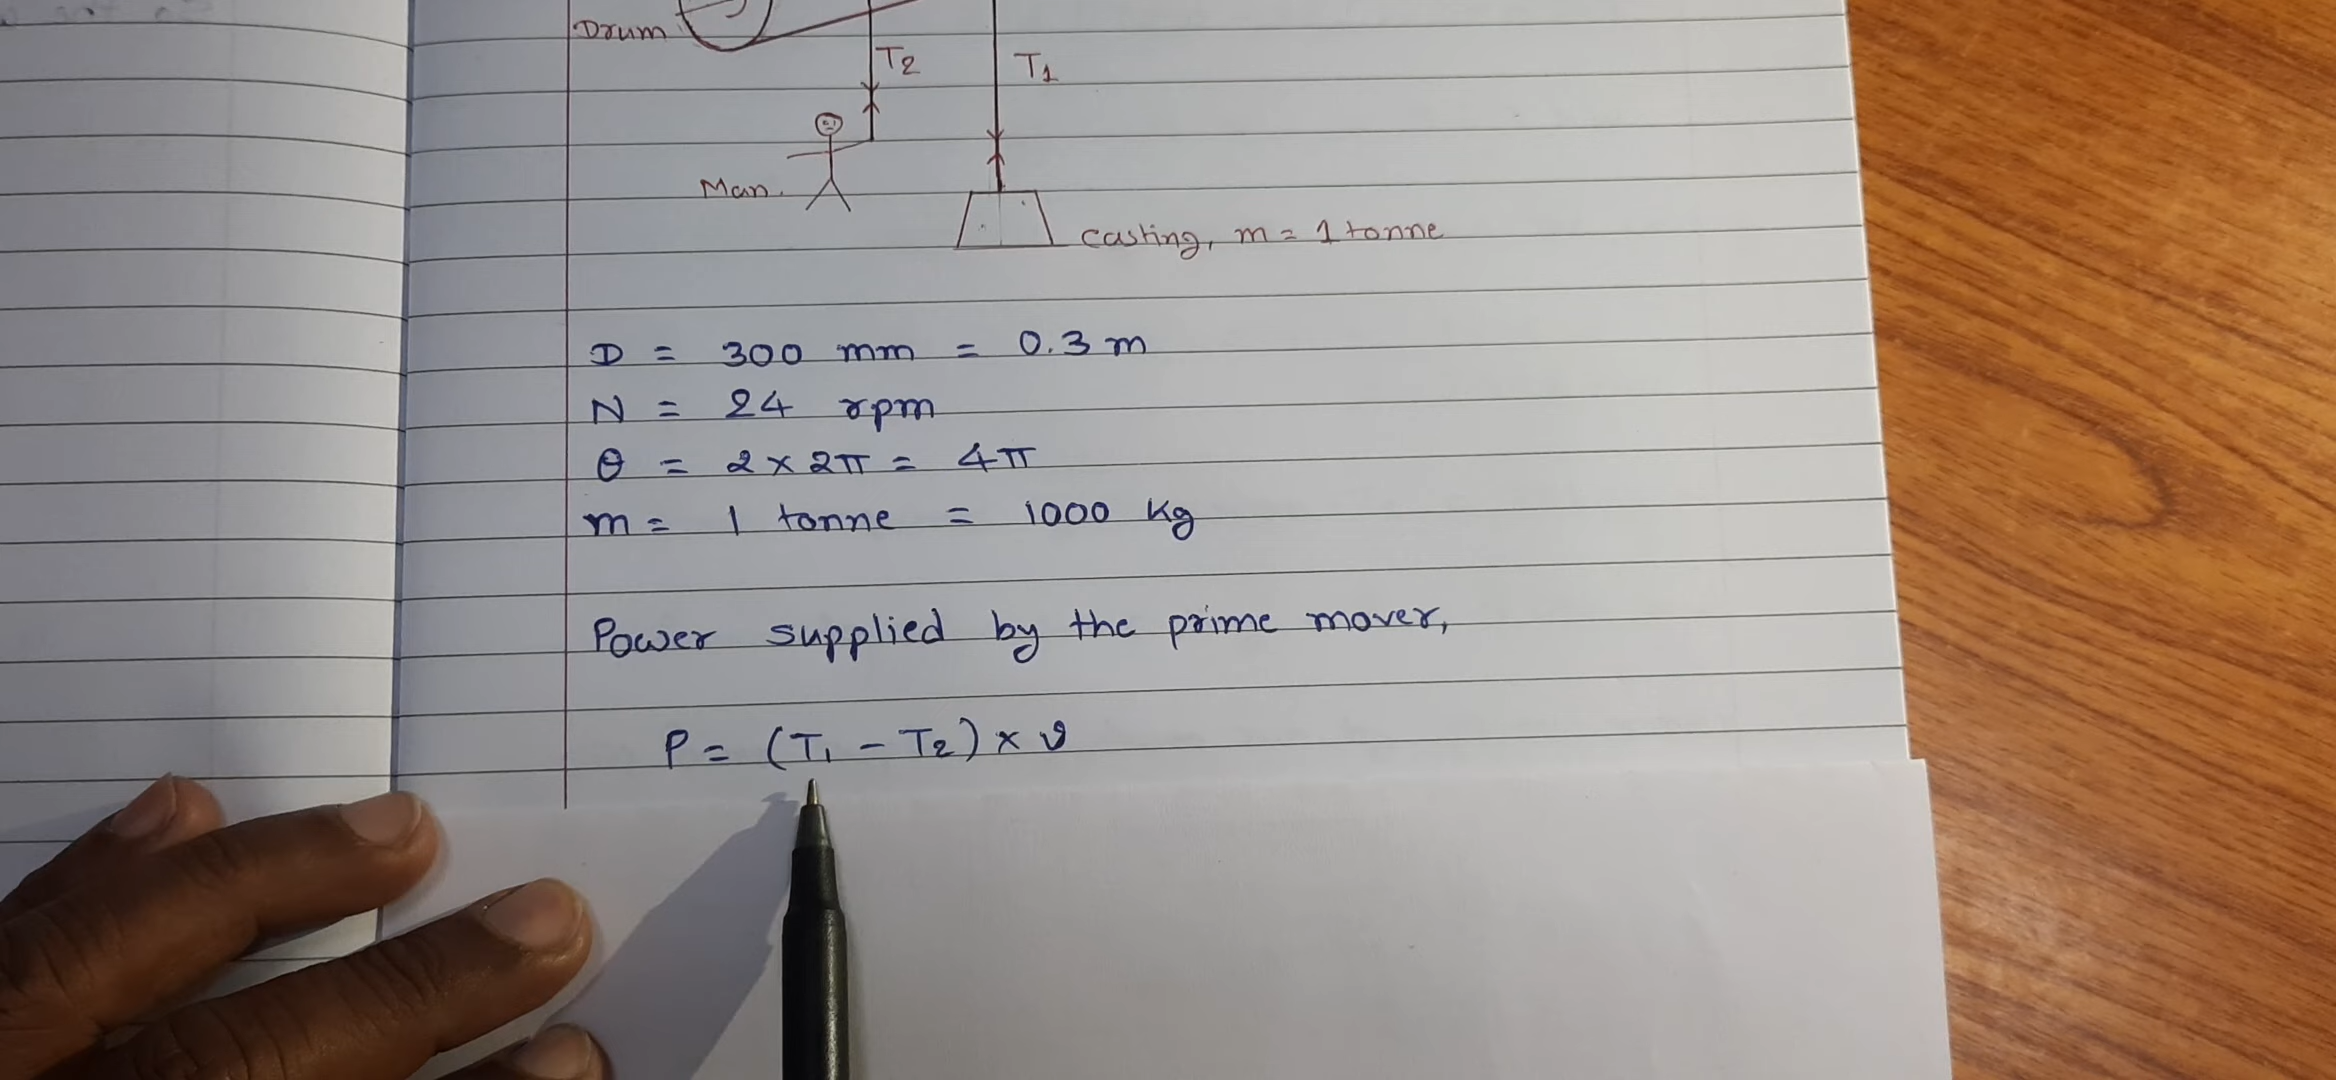 Drum
T2
T1
Man.
casting, m = 1 tonne
D = 300 mm = 0.3 m
N = 24 rpm
θ = 2 × 2π = 4π
m = 1 tonne = 1000 kg
Power supplied by the prime mover,
P = (T1 - T2) × v